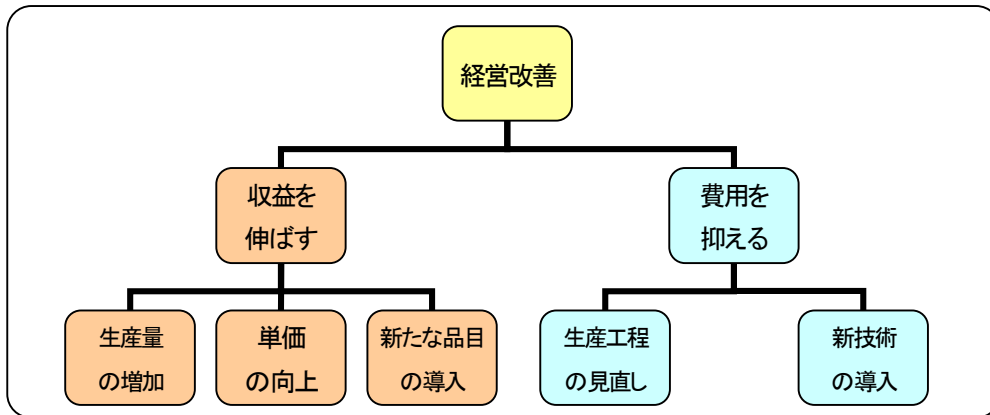 経営改善
収益を
伸ばす
費用を
抑える
生産量
の増加
単価
の向上
新たな品目
の導入
生産工程
の見直し
新技術
の導入